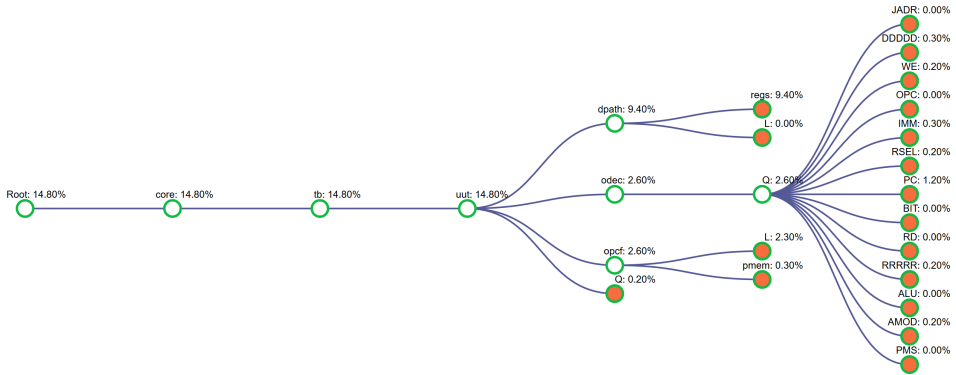 Root: 14.80%
core: 14.80%
tb: 14.80%
uut: 14.80%
dpath: 9.40%
odec: 2.60%
opcf: 2.60%
Q: 0.20%
regs: 9.40%
L: 0.00%
Q: 2.60%
L: 2.30%
pmem: 0.30%
JADR: 0.00%
DDDDD: 0.30%
WE: 0.20%
OPC: 0.00%
IMM: 0.30%
RSEL: 0.20%
PC: 1.20%
BIT: 0.00%
RD: 0.00%
RRRRR: 0.20%
ALU: 0.00%
AMOD: 0.20%
PMS: 0.00%